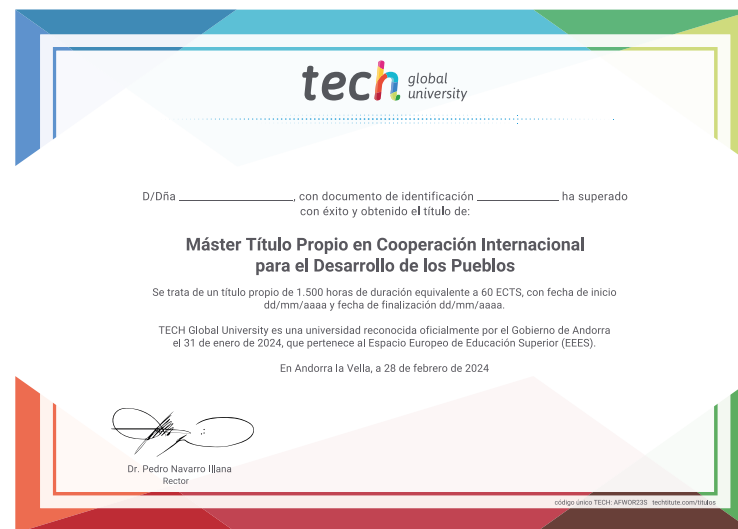 tech global university
D/Dña ______________________, con documento de identificación ________________ ha superado
con éxito y obtenido el título de:
Máster Título Propio en Cooperación Internacional
para el Desarrollo de los Pueblos
Se trata de un título propio de 1.500 horas de duración equivalente a 60 ECTS, con fecha de inicio
dd/mm/aaaa y fecha de finalización dd/mm/aaaa.
TECH Global University es una universidad reconocida oficialmente por el Gobierno de Andorra
el 31 de enero de 2024, que pertenece al Espacio Europeo de Educación Superior (EEES).
En Andorra la Vella, a 28 de febrero de 2024
Dr. Pedro Navarro Illana
Rector
código único TECH: AFWOR23S techtitute.com/titulos